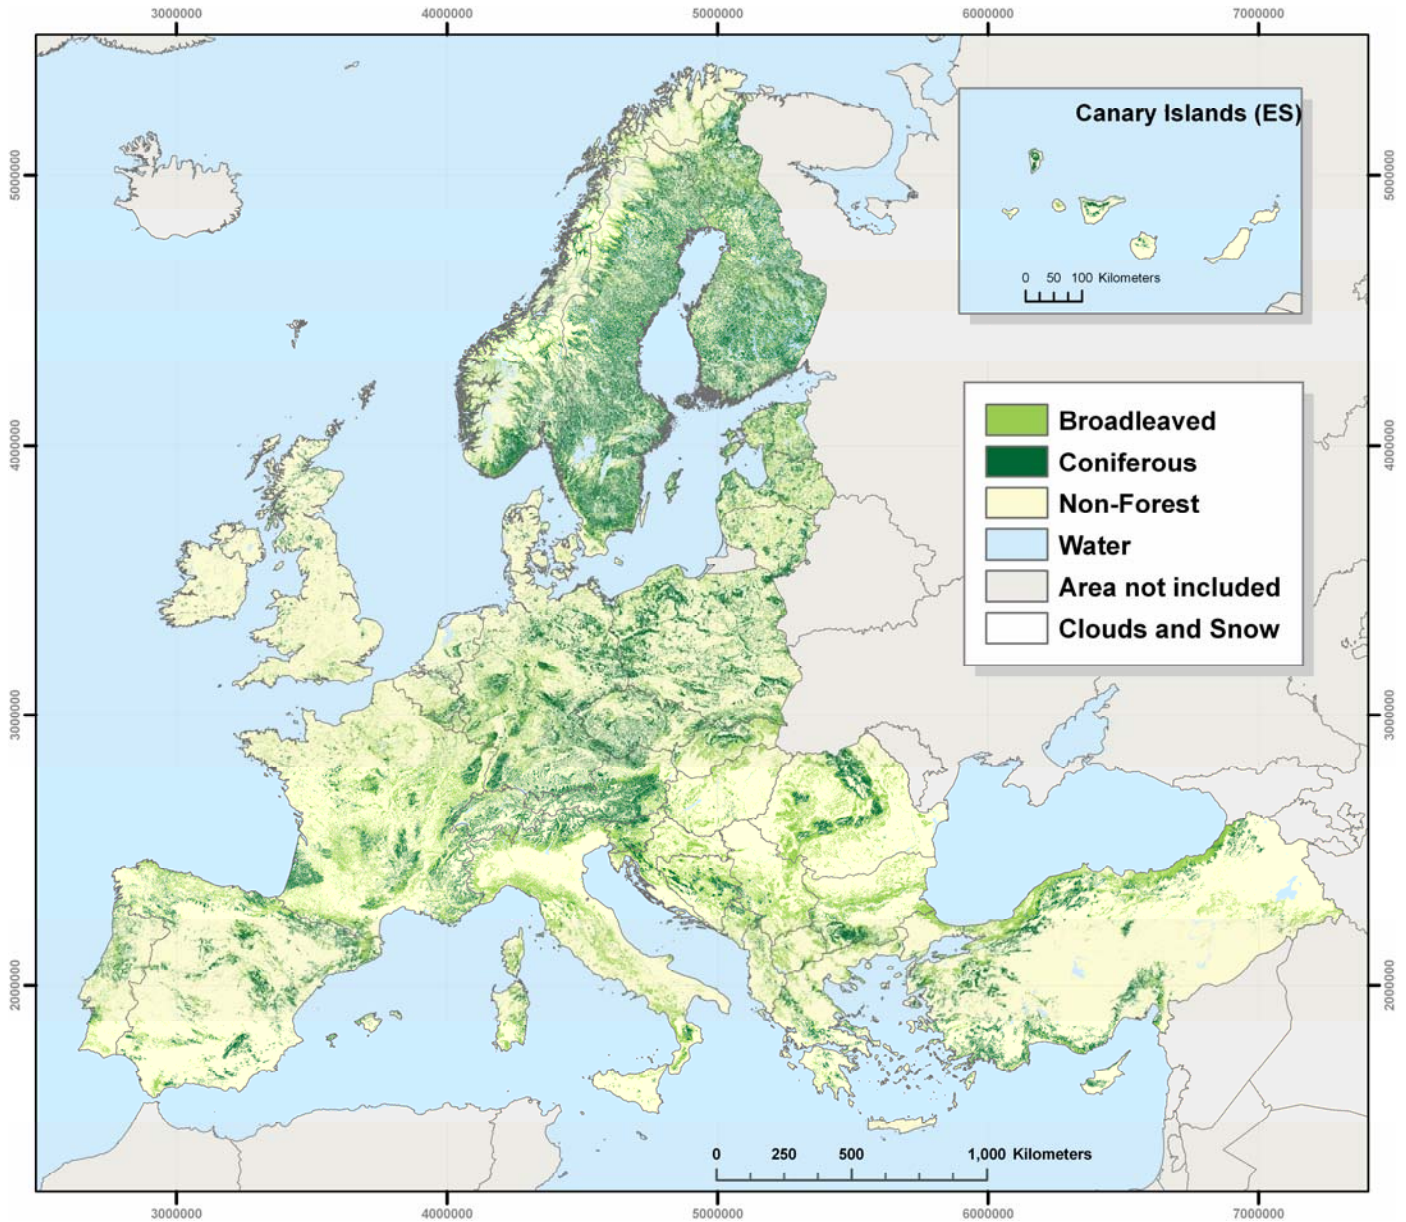 3000000 4000000 5000000 6000000 7000000
Canary Islands (ES)
5000000 5000000
0 50 100 Kilometers
Broadleaved
4000000 4000000
Coniferous
Non-Forest
Water
Area not included
Clouds and Snow
3000000 3000000
2000000 2000000
0 250 500 1,000 Kilometers
3000000 4000000 5000000 6000000 7000000